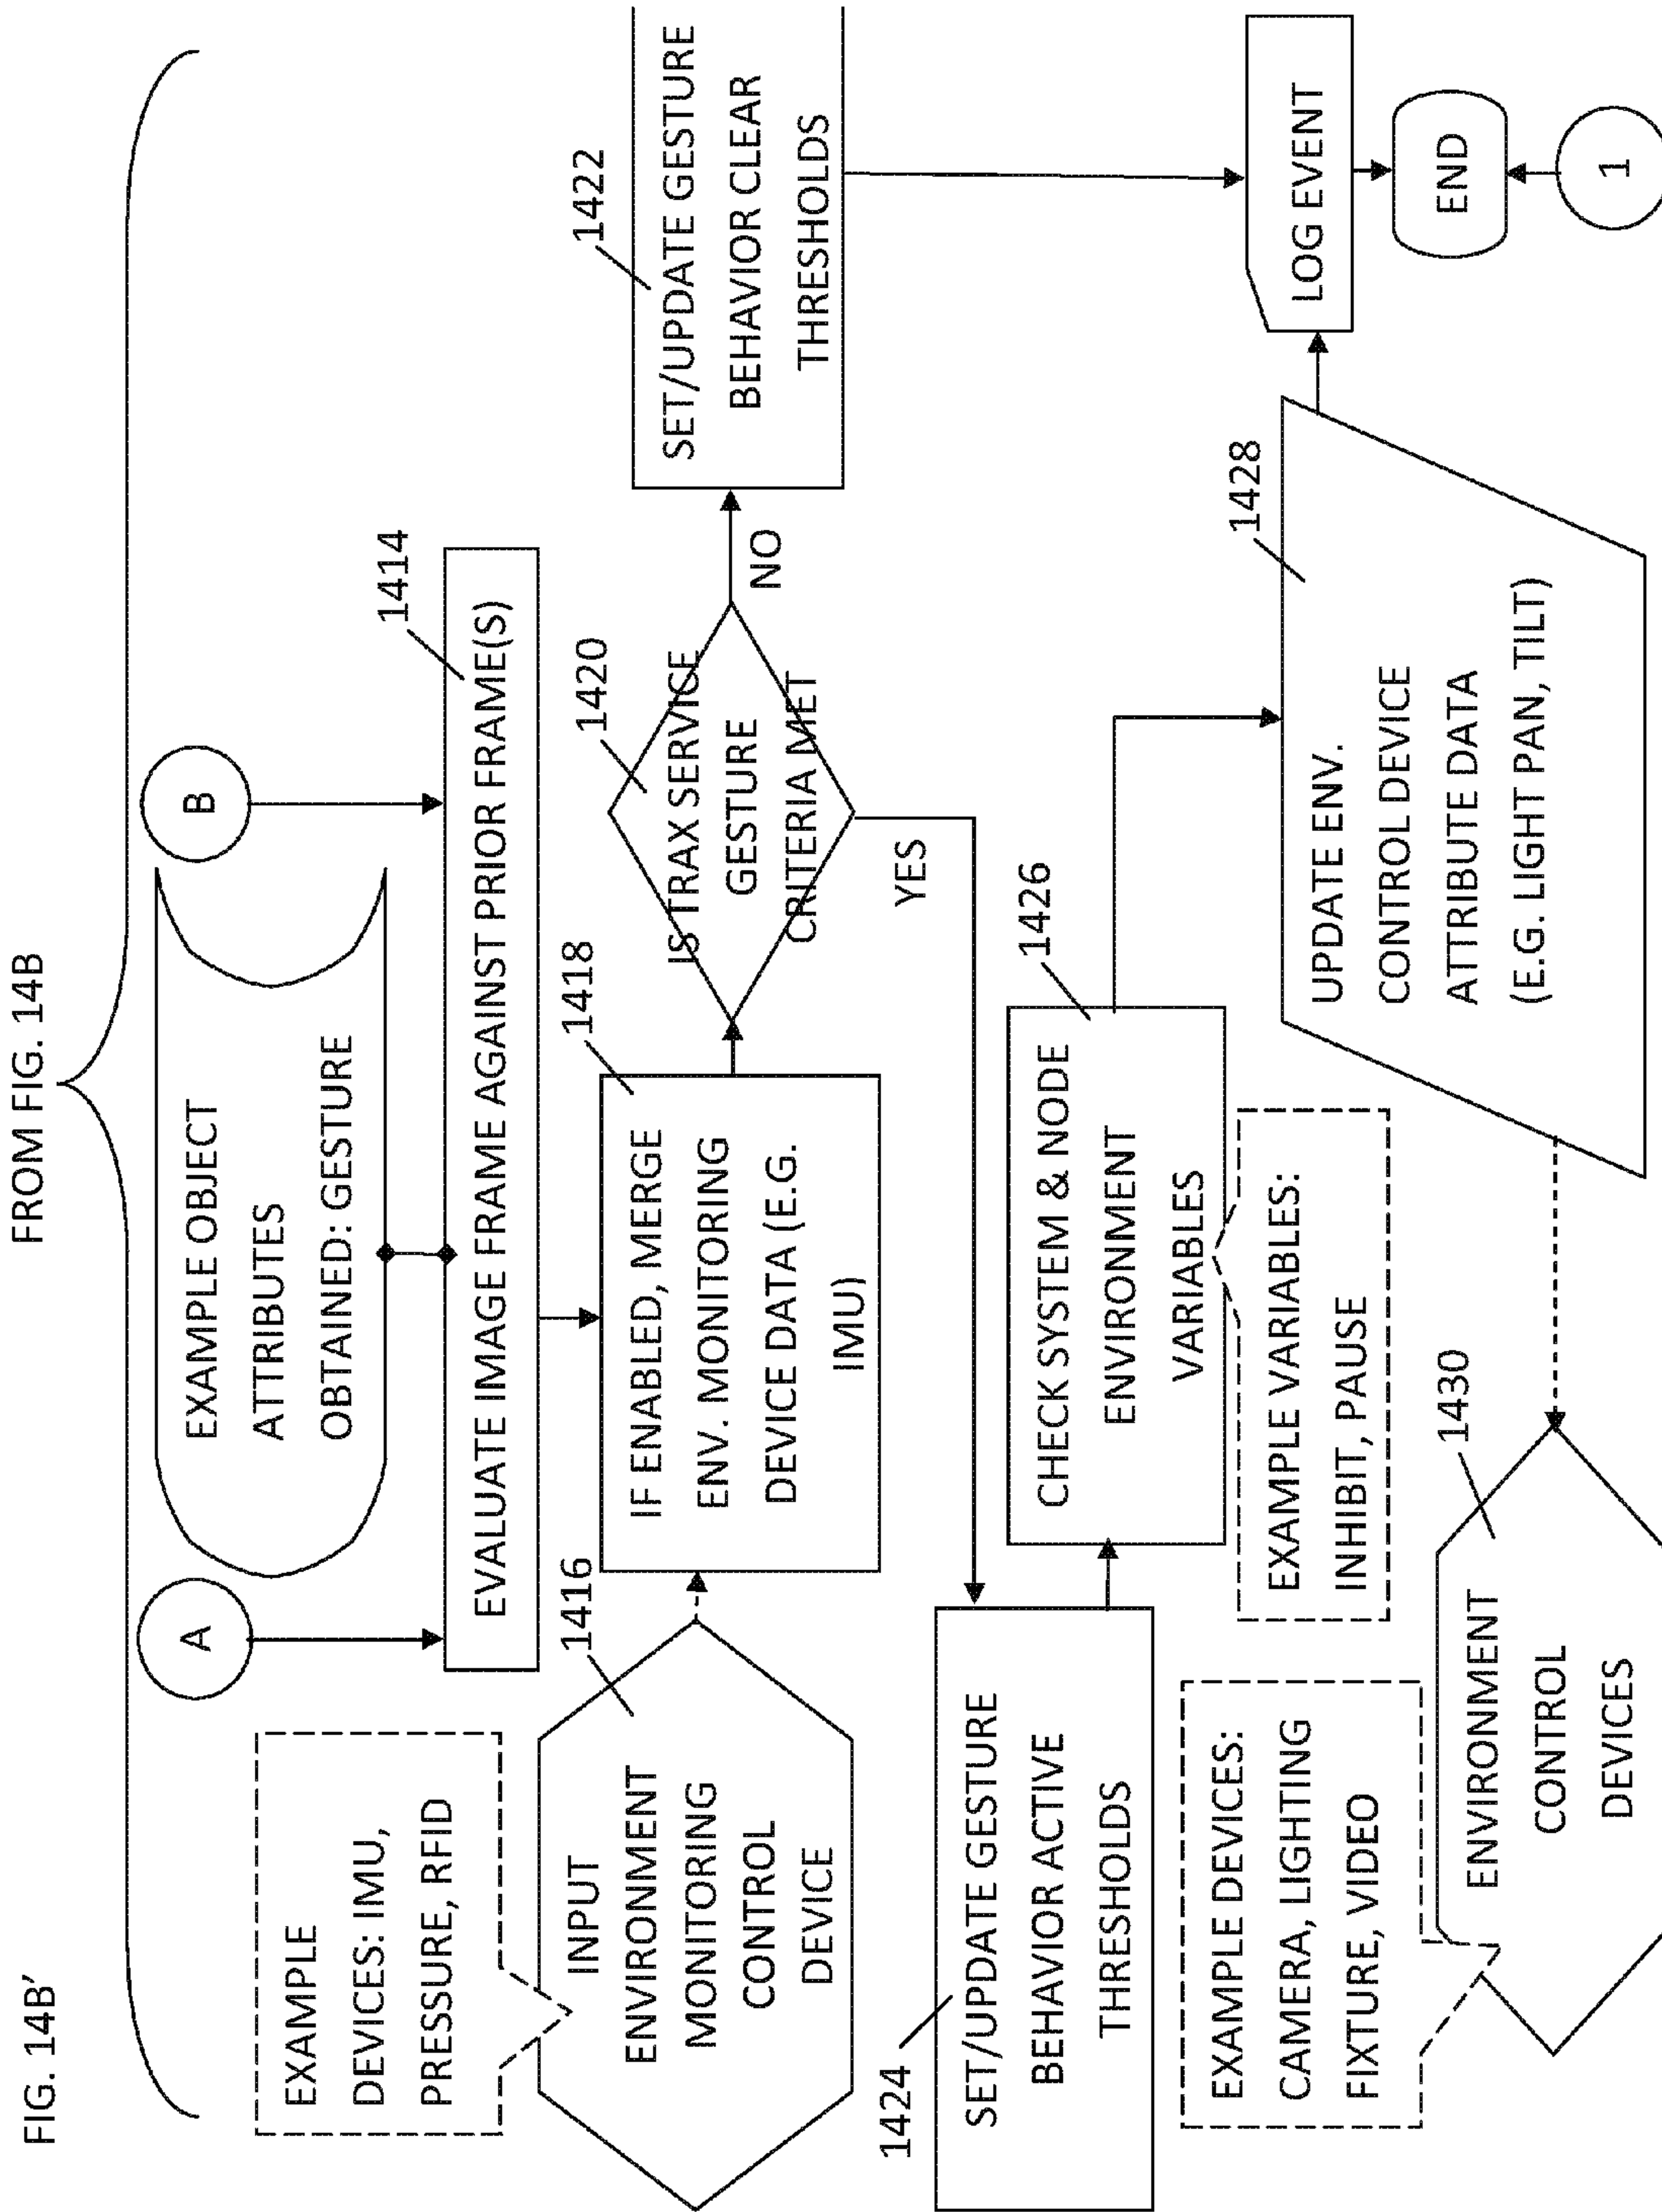 FIG. 14B'
FROM FIG. 14B
A
EXAMPLE OBJECT
ATTRIBUTES
OBTAINED: GESTURE
B
EXAMPLE
DEVICES: IMU,
PRESSURE, RFID
1414
EVALUATE IMAGE FRAME AGAINST PRIOR FRAME(S)
1416
INPUT
ENVIRONMENT
MONITORING
CONTROL
DEVICE
1418
IF ENABLED, MERGE
ENV. MONITORING
DEVICE DATA (E.G.
IMU)
1420
IS TRAX SERVICE
GESTURE
CRITERIA MET
NO
YES
1422
SET/UPDATE GESTURE
BEHAVIOR CLEAR
THRESHOLDS
1424
SET/UPDATE GESTURE
BEHAVIOR ACTIVE
THRESHOLDS
1426
CHECK SYSTEM & NODE
ENVIRONMENT
VARIABLES
EXAMPLE VARIABLES:
INHIBIT, PAUSE
1428
UPDATE ENV.
CONTROL DEVICE
ATTRIBUTE DATA
(E.G. LIGHT PAN, TILT)
LOG EVENT
END
1
EXAMPLE DEVICES:
CAMERA, LIGHTING
FIXTURE, VIDEO
1430
ENVIRONMENT
CONTROL
DEVICES